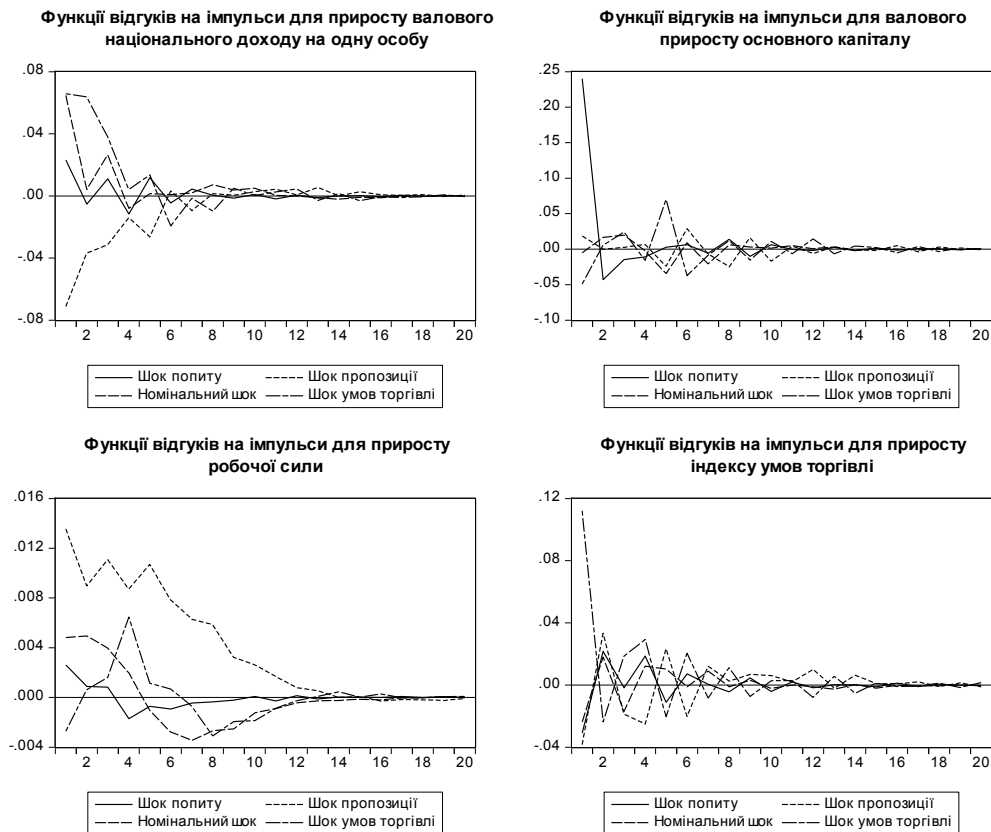 Функції відгуків на імпульси для приросту валового
національного доходу на одну особу
.08
.04
.00
-.04
-.08
2 4 6 8 10 12 14 16 18 20
Шок попиту Шок пропозиції
Номінальний шок Шок умов торгівлі
Функції відгуків на імпульси для валового
приросту основного капіталу
.25
.20
.15
.10
.05
.00
-.05
-.10
2 4 6 8 10 12 14 16 18 20
Шок попиту Шок пропозиції
Номінальний шок Шок умов торгівлі
Функції відгуків на імпульси для приросту
робочої сили
.016
.012
.008
.004
.000
-.004
2 4 6 8 10 12 14 16 18 20
Шок попиту Шок пропозиції
Номінальний шок Шок умов торгівлі
Функції відгуків на імпульси для приросту
індексу умов торгівлі
.12
.08
.04
.00
-.04
2 4 6 8 10 12 14 16 18 20
Шок попиту Шок пропозиції
Номінальний шок Шок умов торгівлі